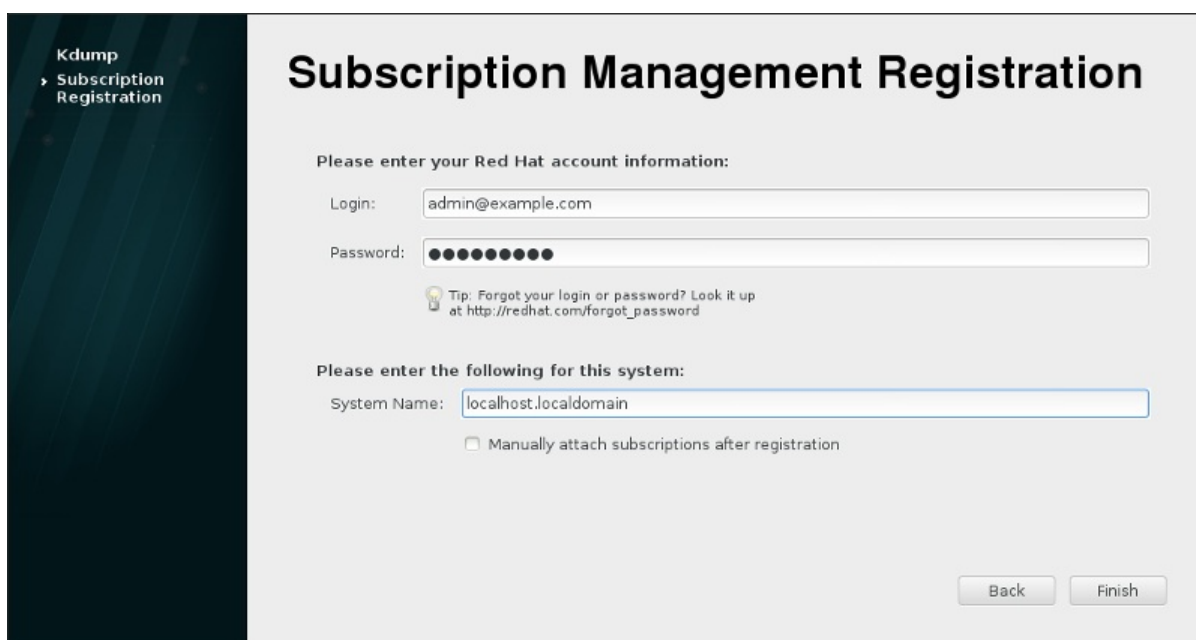 Kdump
Subscription
Registration
Subscription Management Registration
Please enter your Red Hat account information:
Login: admin@example.com
Password: ●●●●●●●●●
Tip: Forgot your login or password? Look it up
at http://redhat.com/forgot_password
Please enter the following for this system:
System Name: localhost.localdomain
Manually attach subscriptions after registration
Back Finish